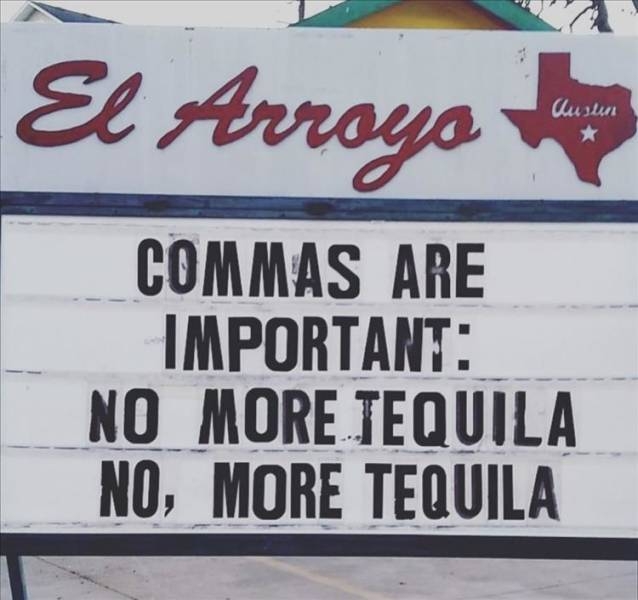 El Arroyo
Austin
COMMAS ARE
IMPORTANT:
NO MORE TEQUILA
NO, MORE TEQUILA